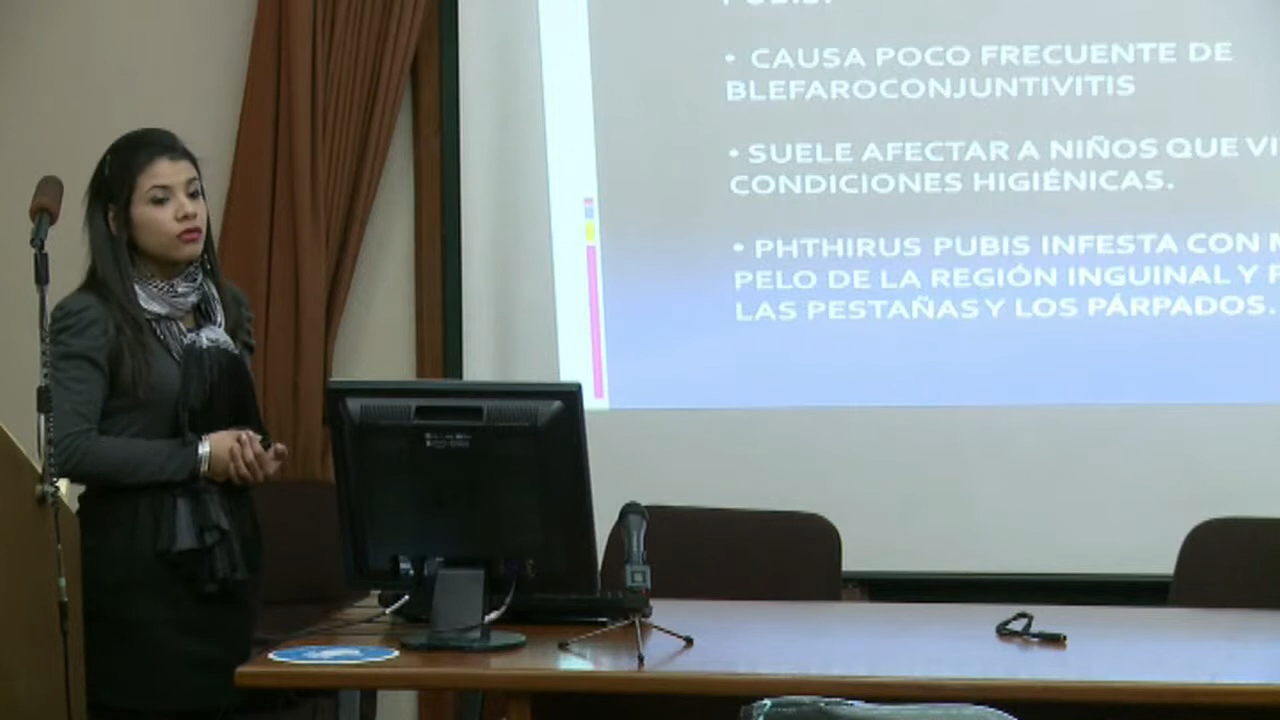 • CAUSA POCO FRECUENTE DE
BLEFAROCONJUNTIVITIS
• SUELE AFECTAR A NIÑOS QUE VI
CONDICIONES HIGIÉNICAS.
• PHTHIRUS PUBIS INFESTA CON M
PELO DE LA REGIÓN INGUINAL Y P
LAS PESTAÑAS Y LOS PÁRPADOS.